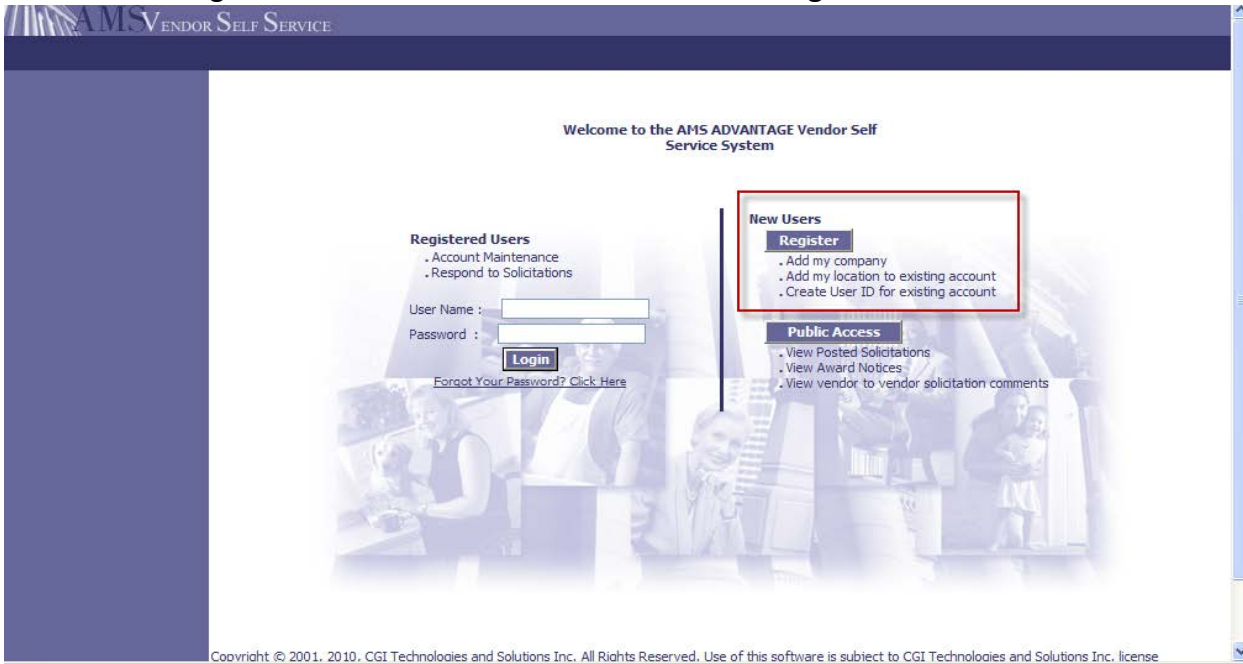 AMS VENDOR SELF SERVICE
Welcome to the AMS ADVANTAGE Vendor Self
Service System
Registered Users
. Account Maintenance
. Respond to Solicitations
User Name :
Password :
Login
Forgot Your Password? Click Here
New Users
Register
. Add my company
. Add my location to existing account
. Create User ID for existing account
Public Access
. View Posted Solicitations
. View Award Notices
. View vendor to vendor solicitation comments
Copyright © 2001, 2010, CGI Technologies and Solutions Inc. All Rights Reserved. Use of this software is subject to CGI Technologies and Solutions Inc. license